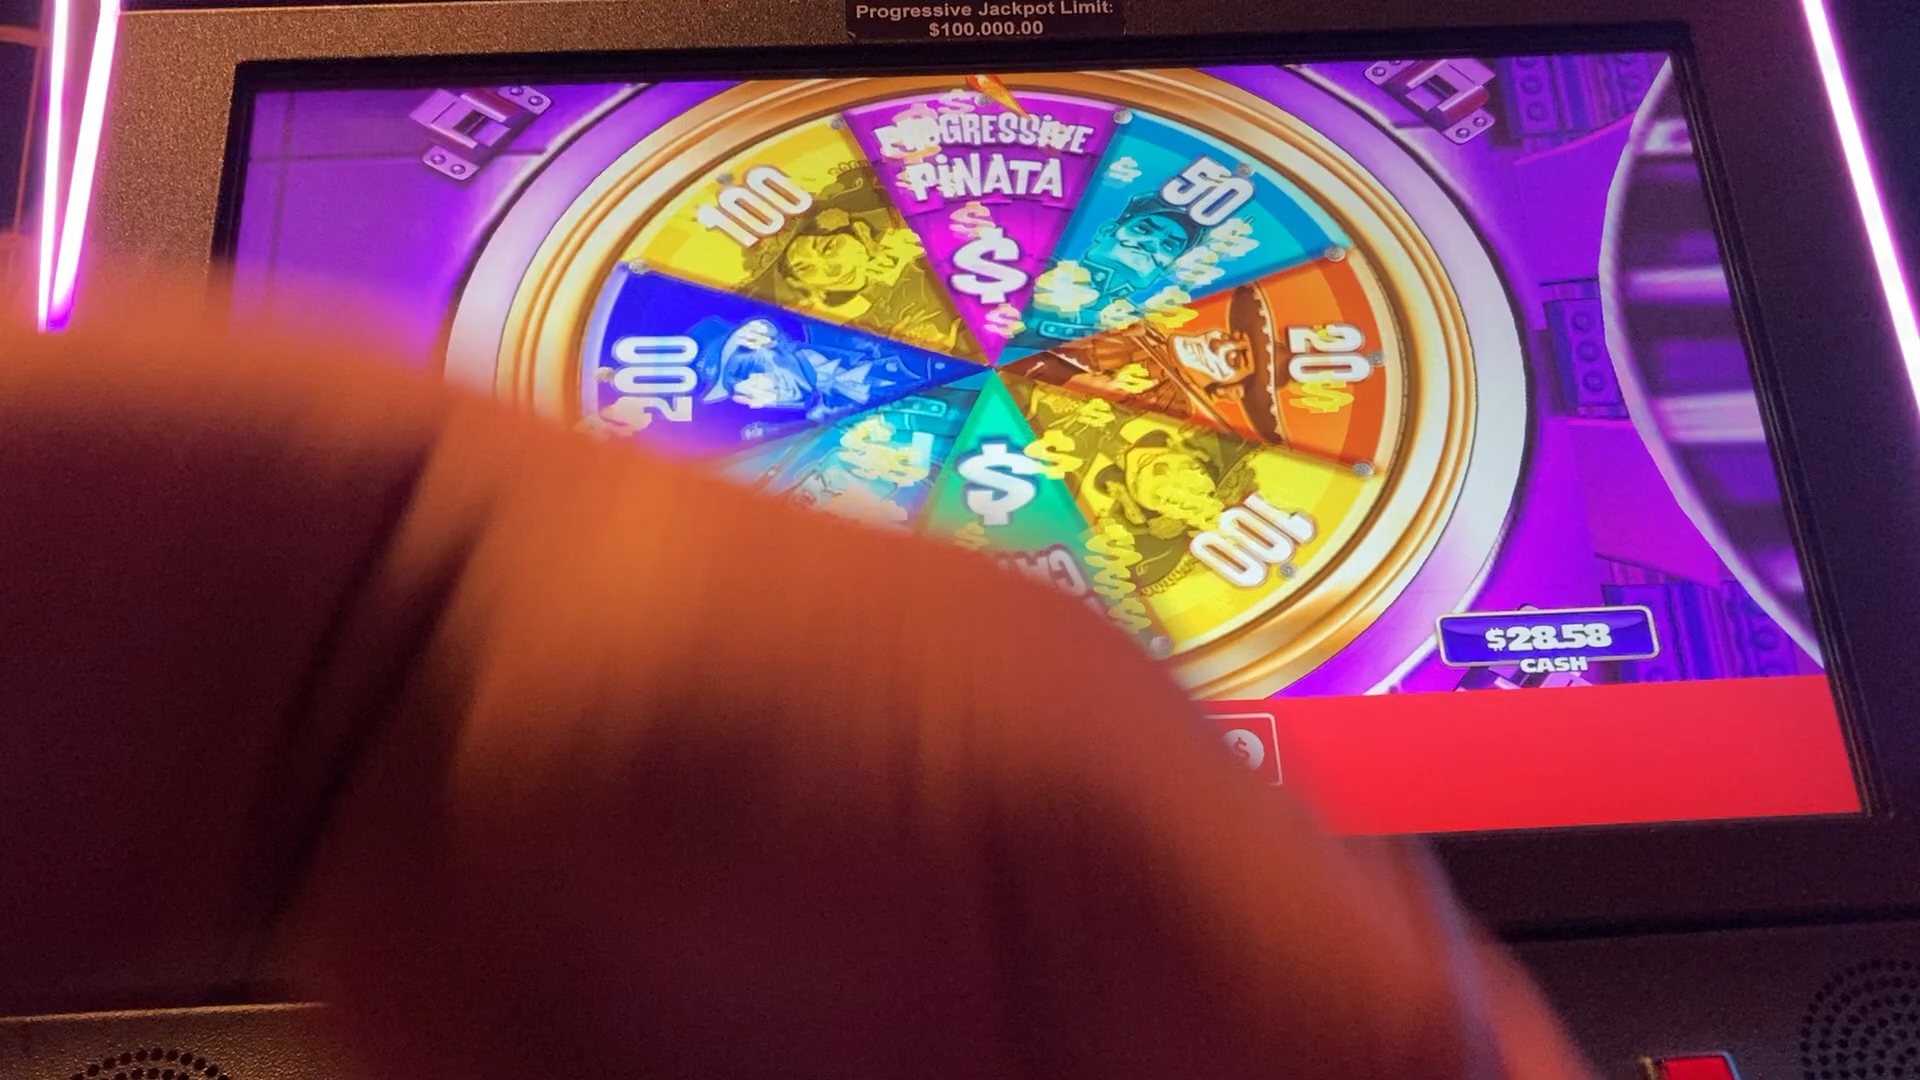 Progressive Jackpot Limit:
$100,000.00
PROGRESSIVE
PiNATA
$
100
50
200
20
$
100
$28.58
CASH
$